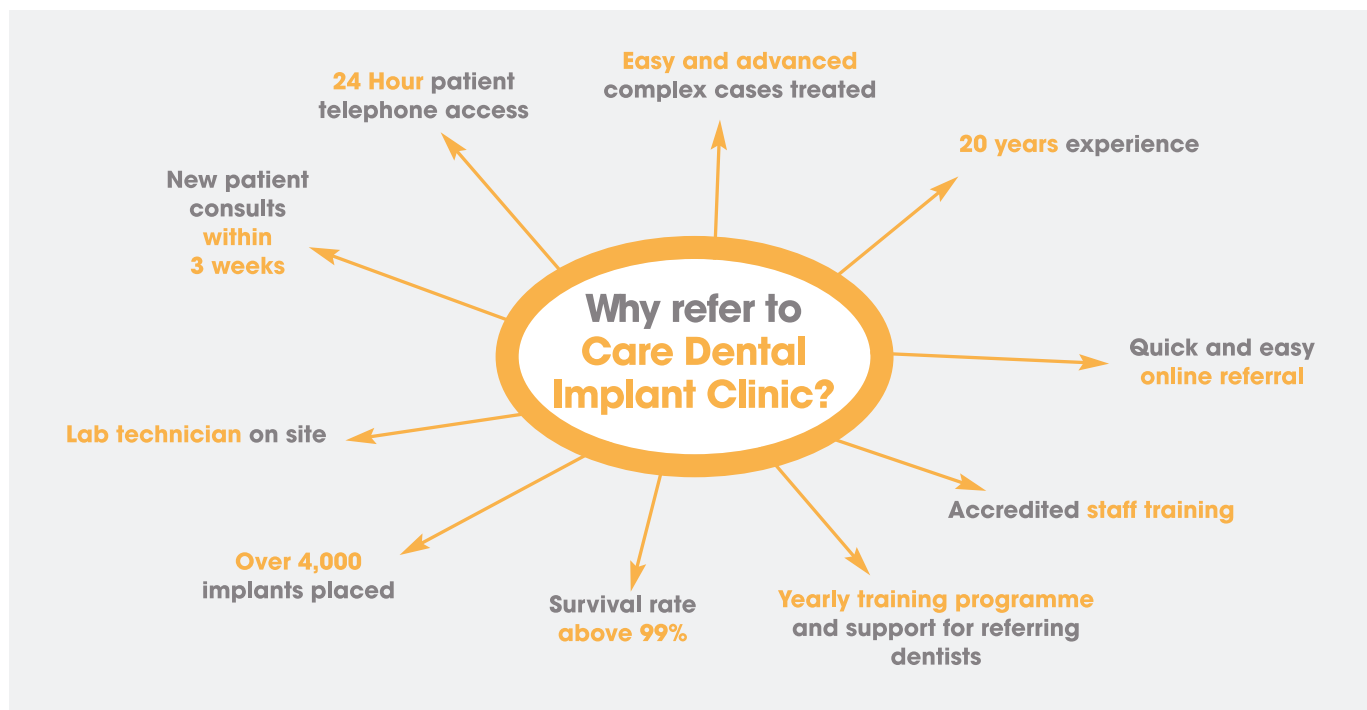 Easy and advanced
complex cases treated
24 Hour patient
telephone access
20 years experience
New patient
consults
within
3 weeks
Why refer to
Care Dental
Implant Clinic?
Quick and easy
online referral
Lab technician on site
Accredited staff training
Over 4,000
implants placed
Survival rate
above 99%
Yearly training programme
and support for referring
dentists